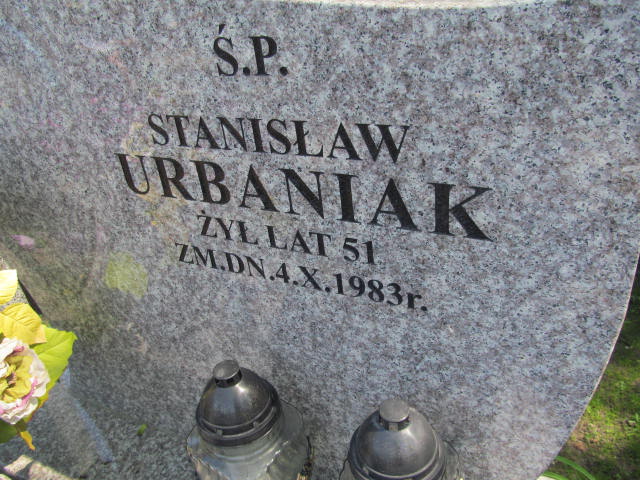 Ś.P.
STANISŁAW
URBANIAK
ŻYŁ LAT 51
ZM.DN.4.X.1983r.